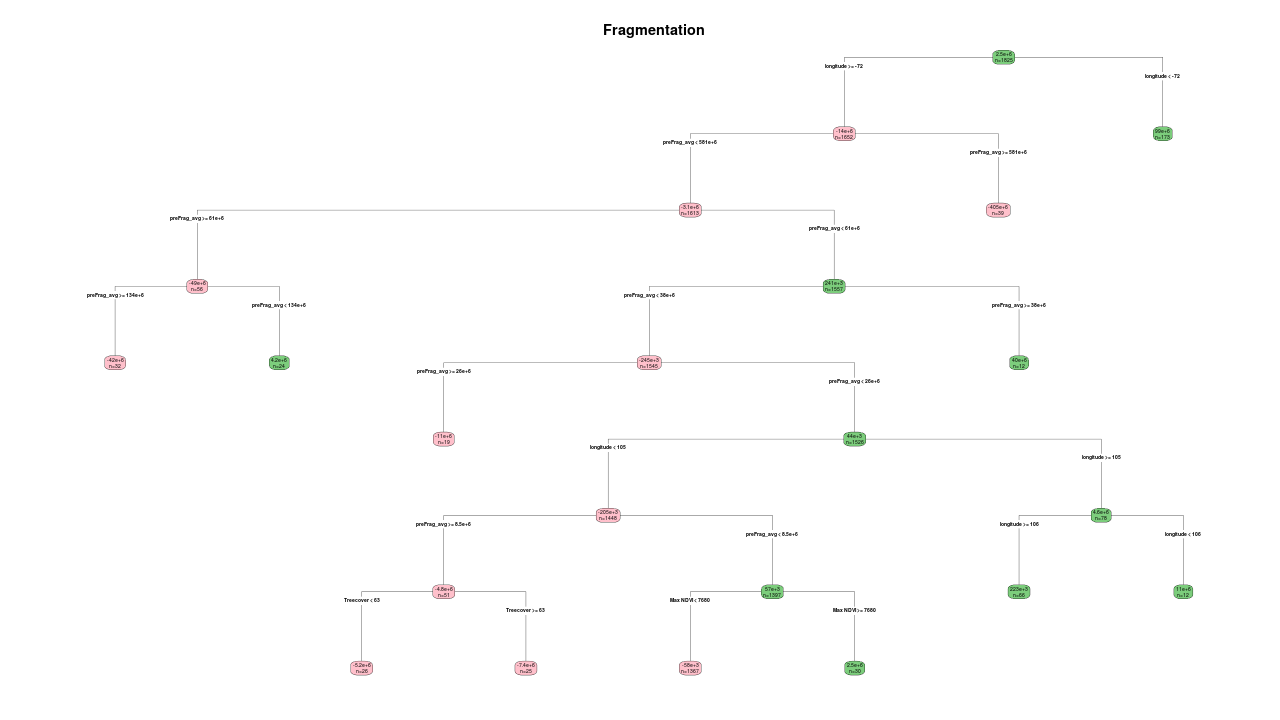 Fragmentation
2.5e+6
n=1825
longitude >= -72
longitude < -72
-14e+6
n=1652
99e+6
n=173
preFrag_avg < 581e+6
preFrag_avg >= 581e+6
-3.1e+6
n=1613
-405e+6
n=39
preFrag_avg >= 61e+6
preFrag_avg < 61e+6
-49e+6
n=56
241e+3
n=1557
preFrag_avg >= 134e+6
preFrag_avg < 134e+6
preFrag_avg < 38e+6
preFrag_avg >= 38e+6
-42e+6
n=32
4.2e+6
n=24
-245e+3
n=1545
40e+6
n=12
preFrag_avg >= 26e+6
preFrag_avg < 26e+6
-11e+6
n=19
44e+3
n=1526
longitude < 105
longitude >= 105
-205e+3
n=1448
4.6e+6
n=78
preFrag_avg >= 8.5e+6
preFrag_avg < 8.5e+6
longitude >= 108
longitude < 108
-4.8e+6
n=51
57e+3
n=1397
223e+3
n=66
11e+6
n=12
Treecover < 63
Treecover >= 63
Max NDVI < 7680
Max NDVI >= 7680
-5.2e+6
n=26
-7.4e+6
n=25
-58e+3
n=1367
2.5e+6
n=30